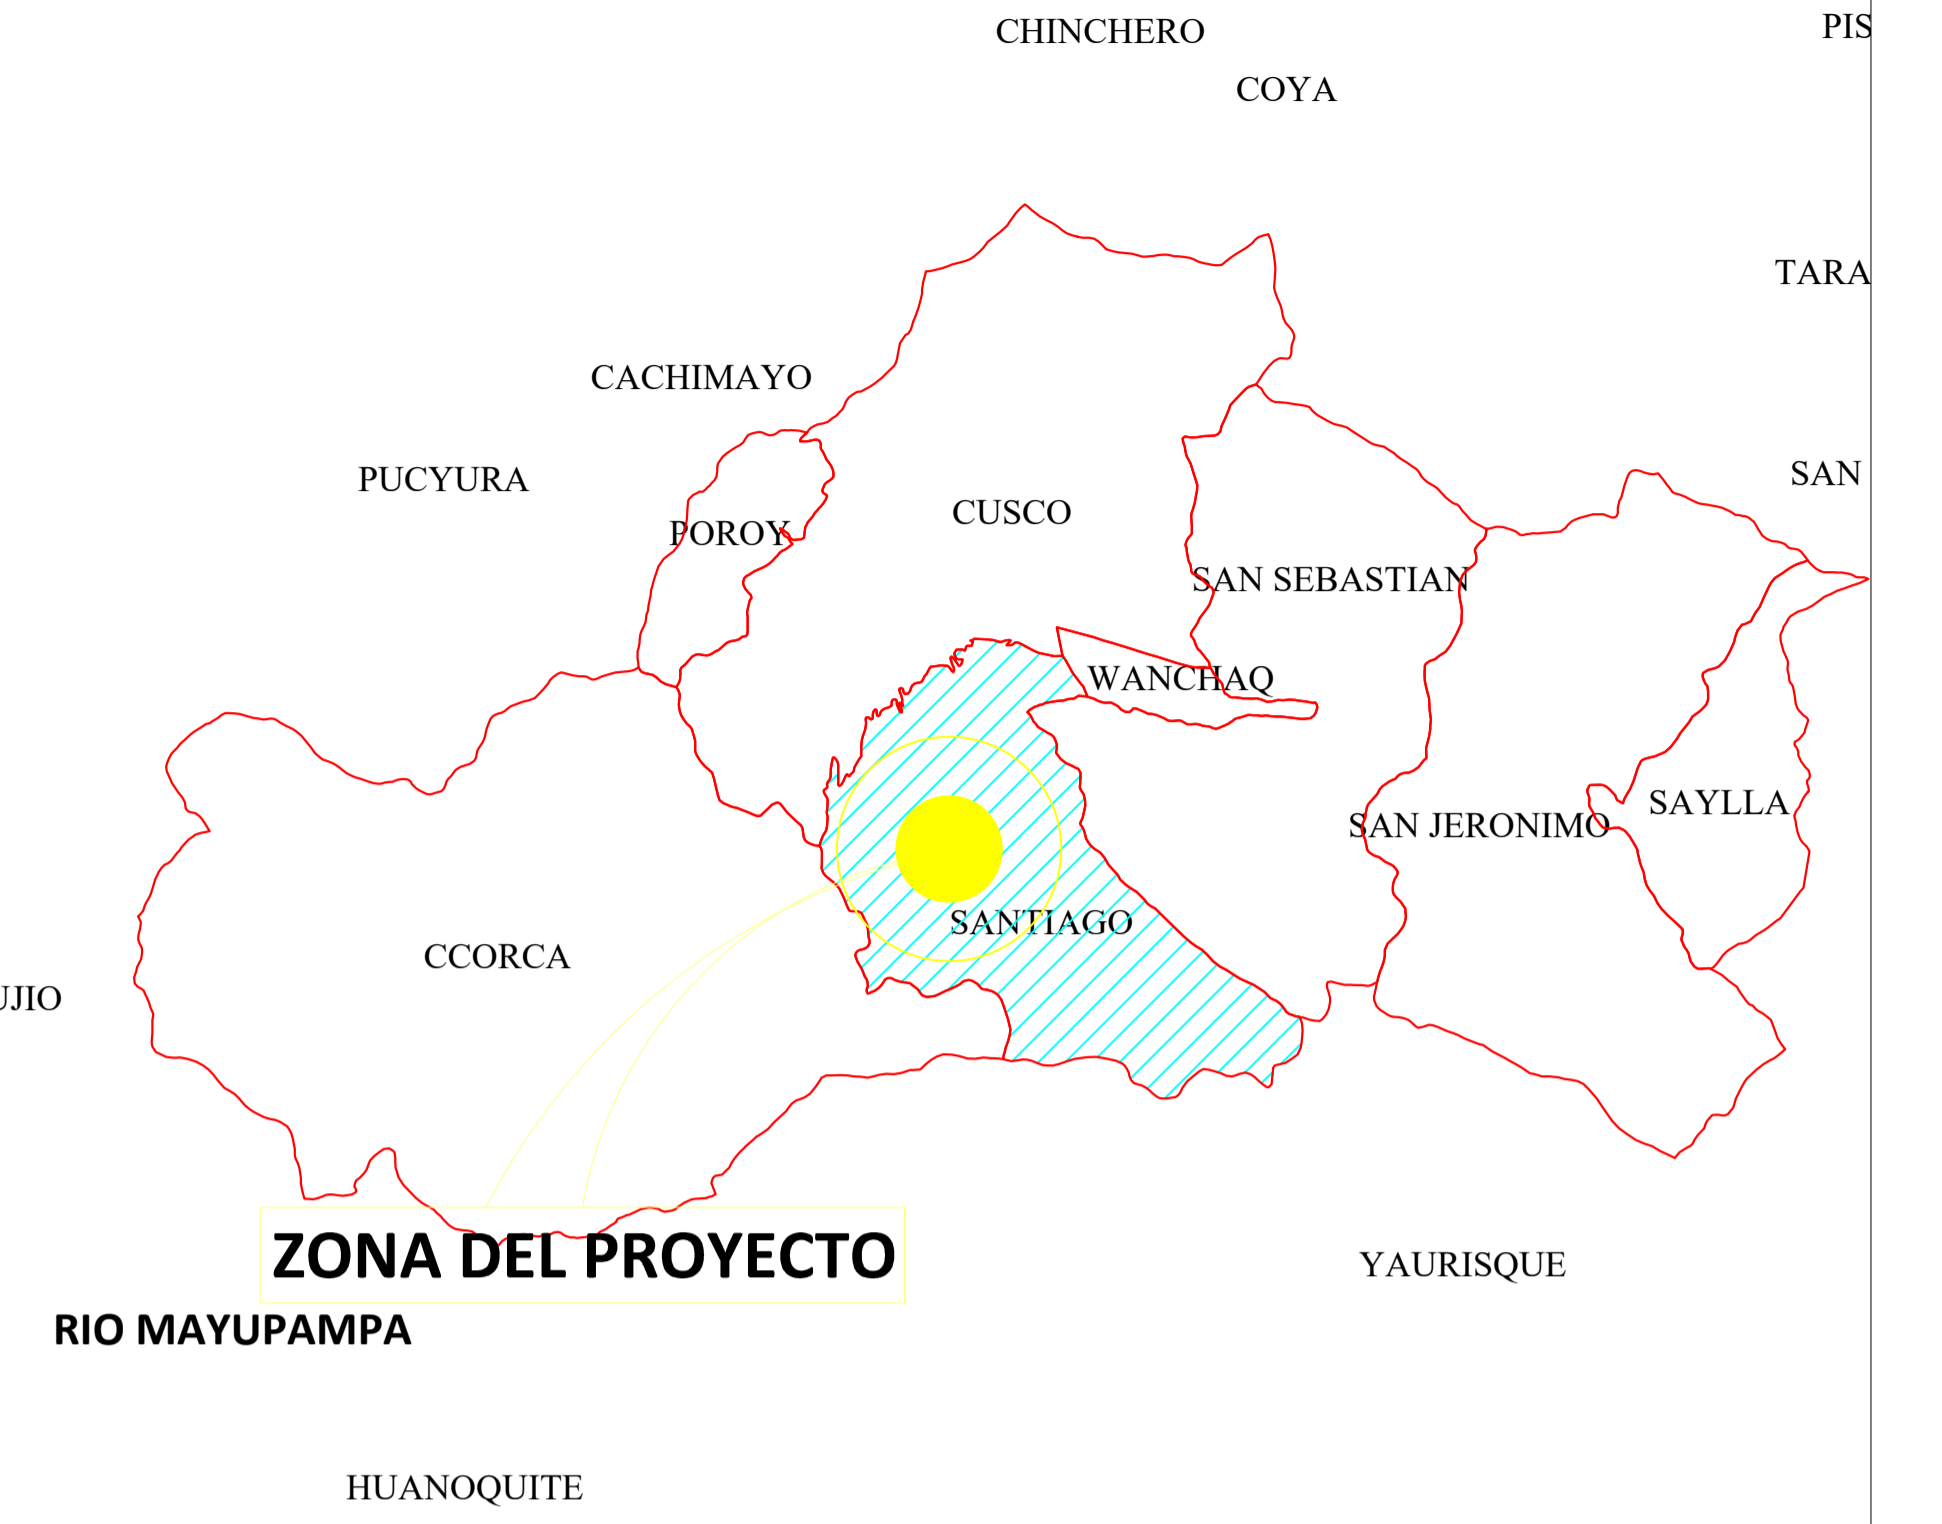 CHINCHERO
PIS
COYA
TARA
CACHIMAYO
PUCYURA
SAN
CUSCO
POROY
SAN SEBASTIAN
WANCHAQ
SAYLLA
SAN JERONIMO
SANTIAGO
CCORCA
UJIO
ZONA DEL PROYECTO
YAURISQUE
RIO MAYUPAMPA
HUANOQUITE